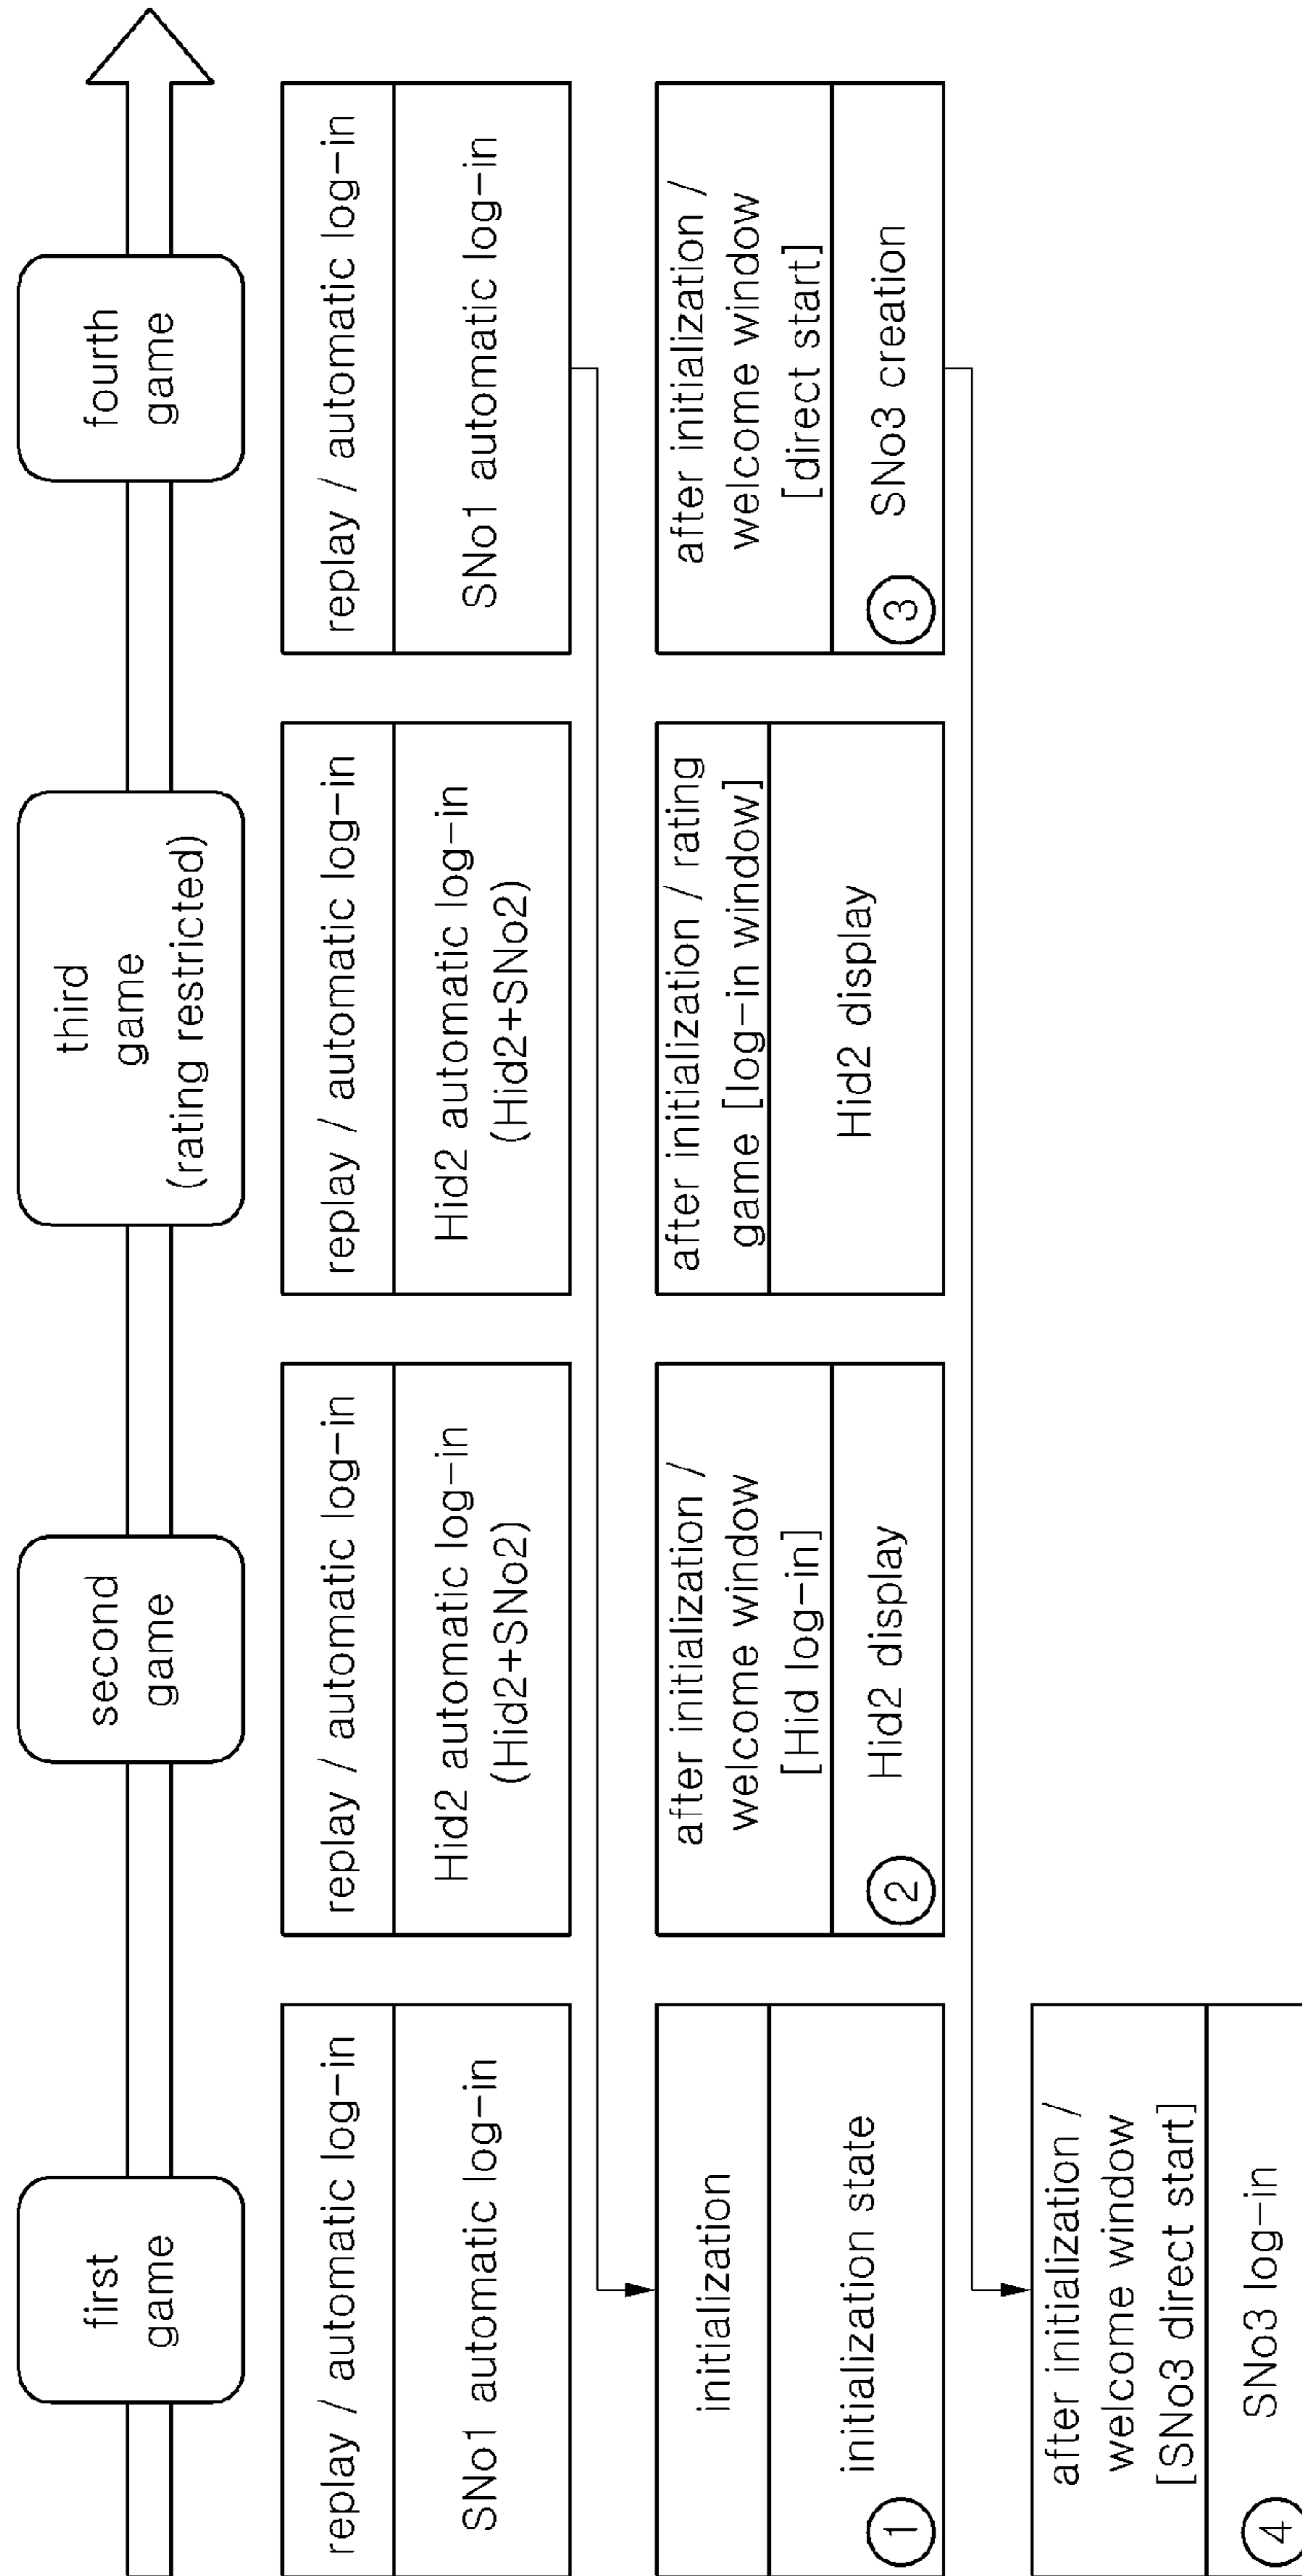 first
game
second
game
third
game
(rating restricted)
fourth
game
replay / automatic log-in
SNo1 automatic log-in
replay / automatic log-in
Hid2 automatic log-in
(Hid2+SNo2)
replay / automatic log-in
Hid2 automatic log-in
(Hid2+SNo2)
replay / automatic log-in
SNo1 automatic log-in
initialization
1 initialization state
after initialization /
welcome window
[Hid log-in]
2 Hid2 display
after initialization / rating
game [log-in window]
Hid2 display
after initialization /
welcome window
[direct start]
3 SNo3 creation
after initialization /
welcome window
[SNo3 direct start]
4 SNo3 log-in